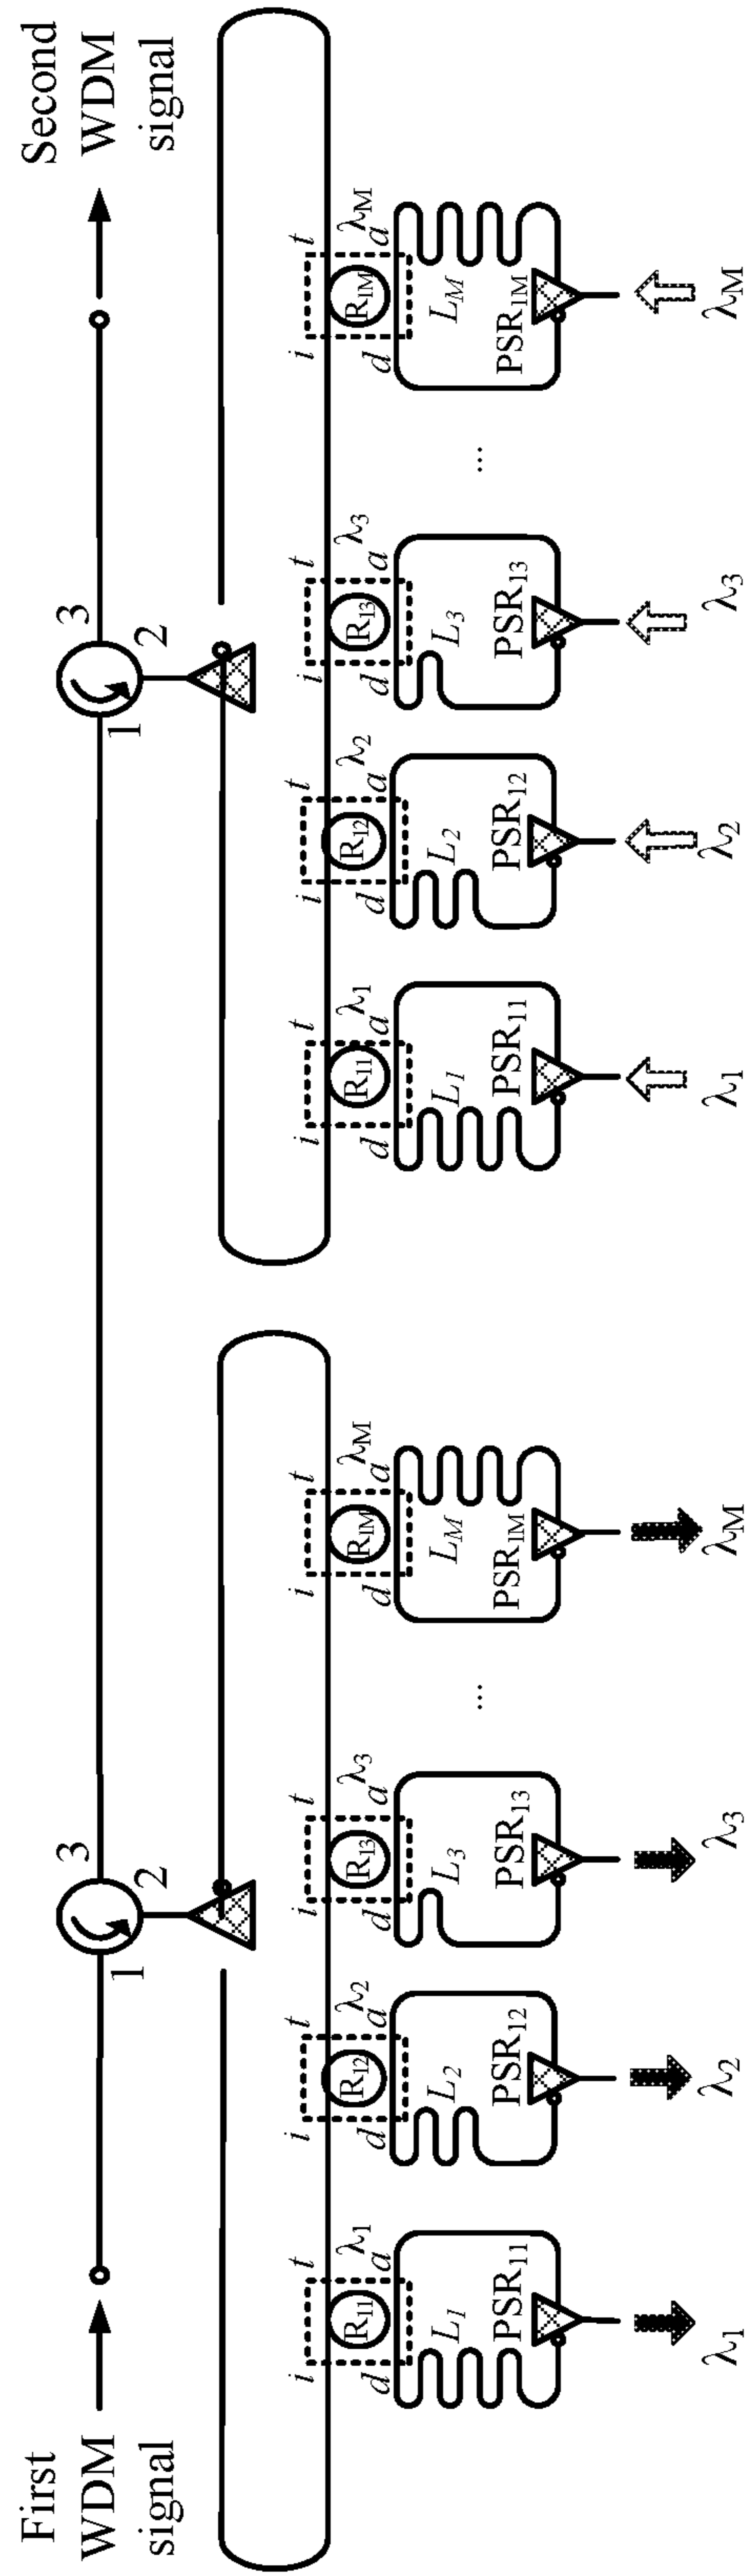 First
WDM
signal
Second
WDM
signal
1
2
3
1
2
3
i
t
R11
λ1
d
a
L1
PSR11
λ1
i
t
R12
λ2
d
a
L2
PSR12
λ2
i
t
R13
λ3
d
a
L3
PSR13
λ3
...
i
t
R1M
λM
d
a
LM
PSR1M
λM
i
t
R11
λ1
d
a
L1
PSR11
λ1
i
t
R12
λ2
d
a
L2
PSR12
λ2
i
t
R13
λ3
d
a
L3
PSR13
λ3
...
i
t
R1M
λM
d
a
LM
PSR1M
λM